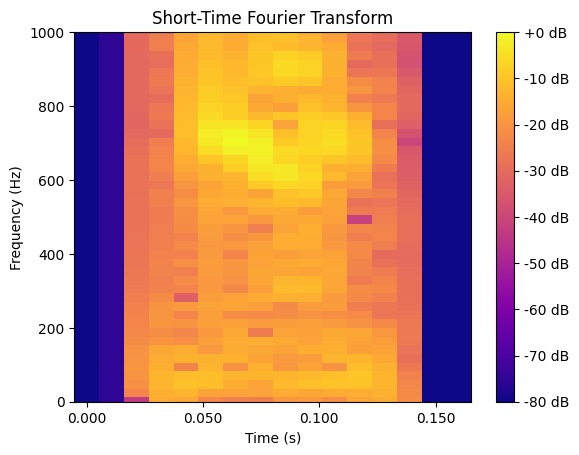 Short-Time Fourier Transform
1000
800
600
400
200
0
Frequency (Hz)
0.000
0.050
0.100
0.150
Time (s)
+0 dB
-10 dB
-20 dB
-30 dB
-40 dB
-50 dB
-60 dB
-70 dB
-80 dB